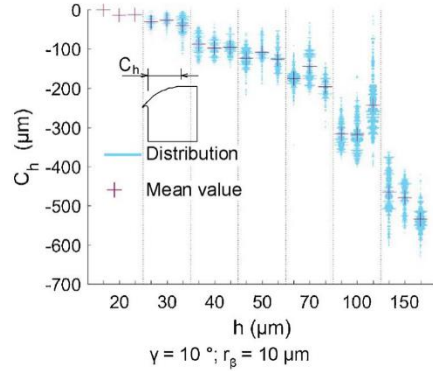 0
-100
-200
-300
-400
-500
-600
-700
C_h (µm)
C_h
Distribution
Mean value
20 30 40 50 70 100 150
h (µm)
γ = 10 °; r_β = 10 µm